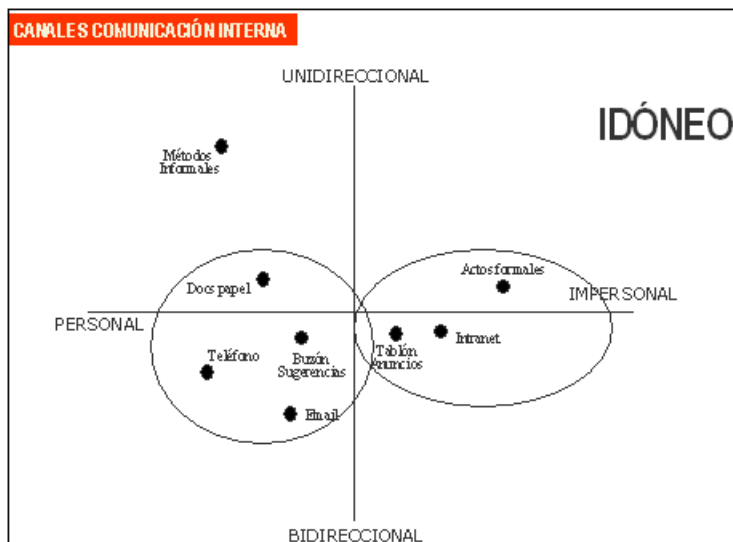 CANALES COMUNICACIÓN INTERNA
UNIDIRECCIONAL
IDÓNEO
Métodos
Informales
Docs papel
Actos formales
IMPERSONAL
PERSONAL
Teléfono
Buzón
Sugerencias
Tablón
Anuncios
Intranet
Email
BIDIRECCIONAL